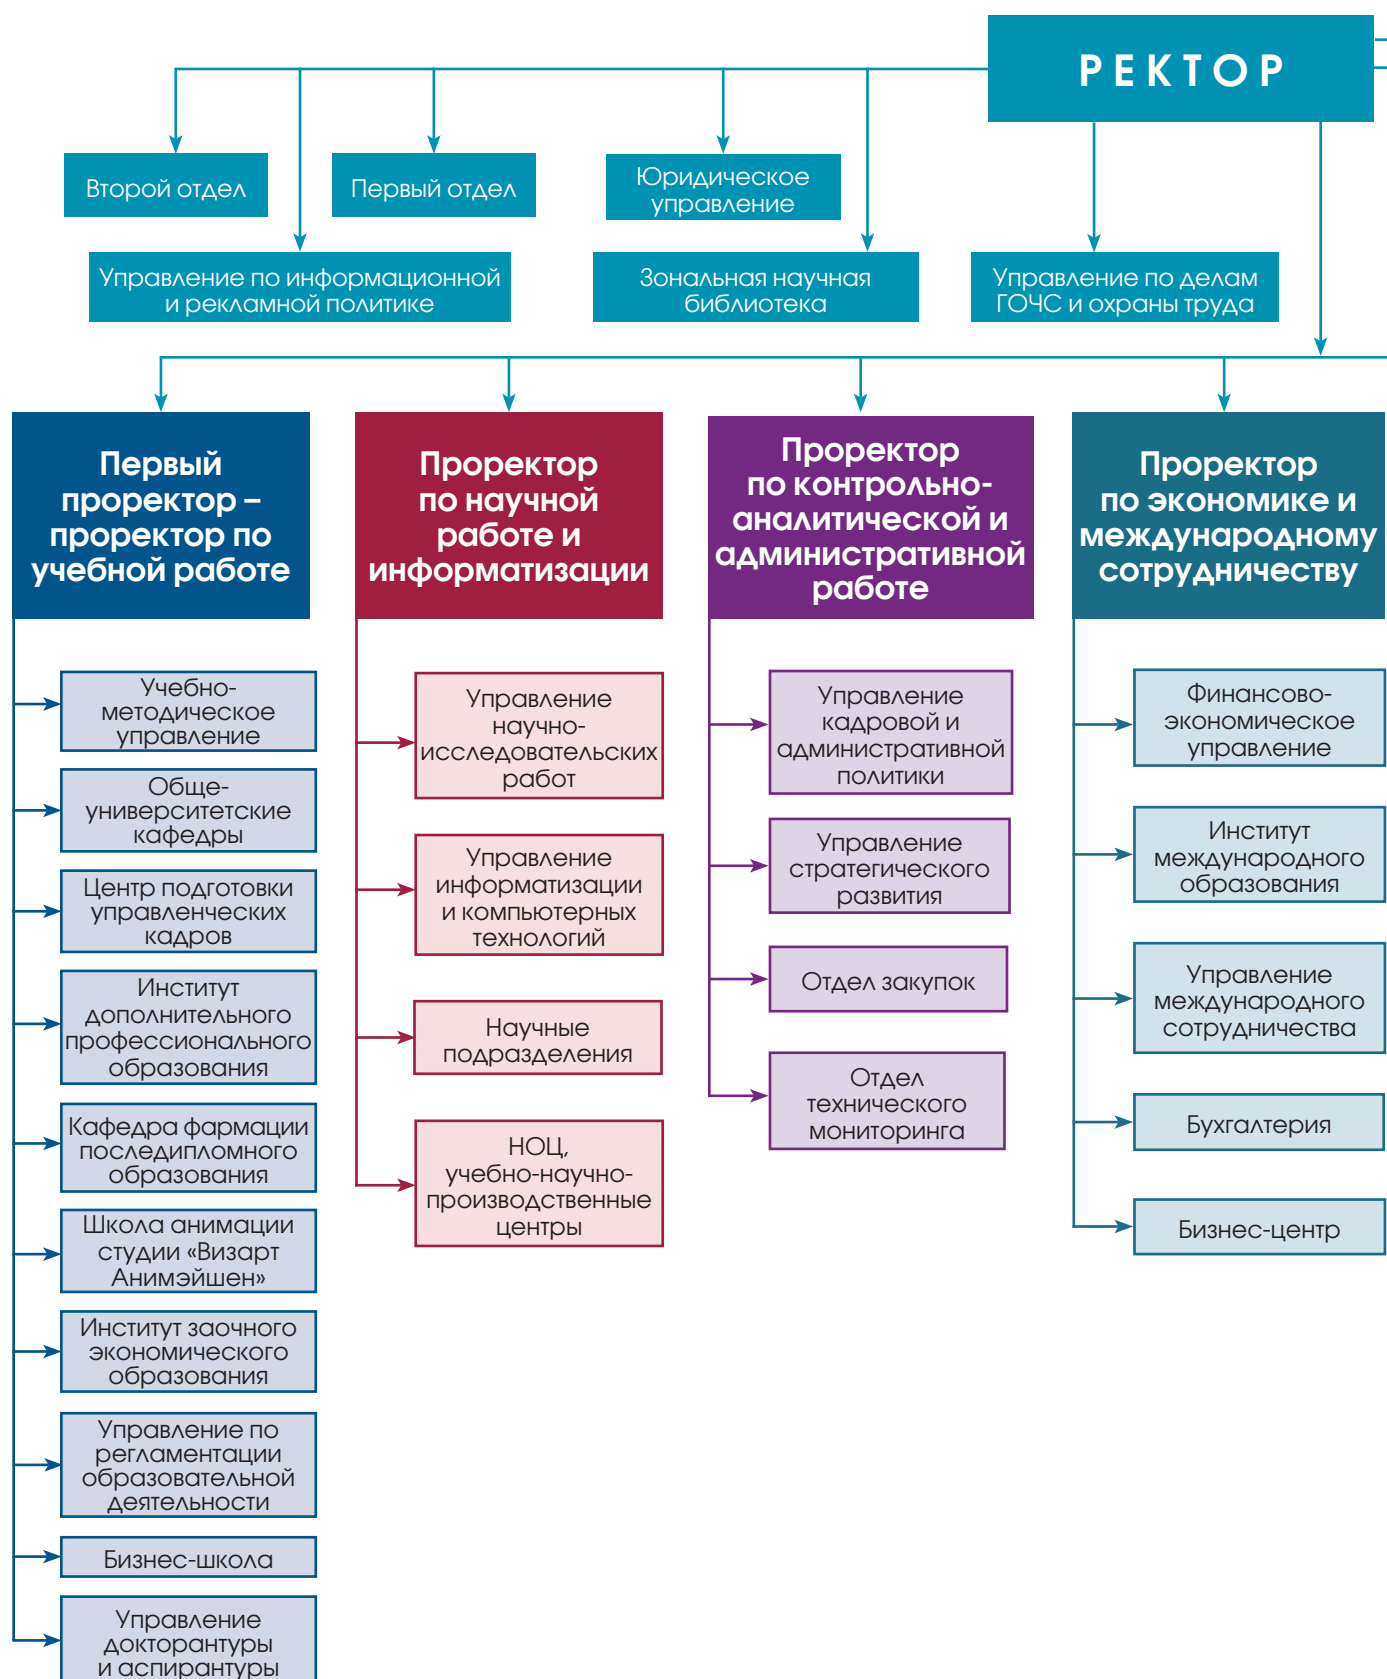 РЕКТОР
Второй отдел
Первый отдел
Юридическое
управление
Управление по информационной
и рекламной политике
Зональная научная
библиотека
Управление по делам
ГОЧС и охраны труда
Первый
проректор –
проректор по
учебной работе
Проректор
по научной
работе и
информатизации
Проректор
по контрольно-
аналитической и
административной
работе
Проректор
по экономике и
международному
сотрудничеству
Учебно-
методическое
управление
Обще-
университетские
кафедры
Центр подготовки
управленческих
кадров
Институт
дополнительного
профессионального
образования
Кафедра фармации
последипломного
образования
Школа анимации
студии «Визарт
Анимэйшен»
Институт заочного
экономического
образования
Управление по
регламентации
образовательной
деятельности
Бизнес-школа
Управление
докторантуры
и аспирантуры
Управление
научно-
исследовательских
работ
Управление
информатизации
и компьютерных
технологий
Научные
подразделения
НОЦ,
учебно-научно-
производственные
центры
Управление
кадровой и
административной
политики
Управление
стратегического
развития
Отдел закупок
Отдел
технического
мониторинга
Финансово-
экономическое
управление
Институт
международного
образования
Управление
международного
сотрудничества
Бухгалтерия
Бизнес-центр